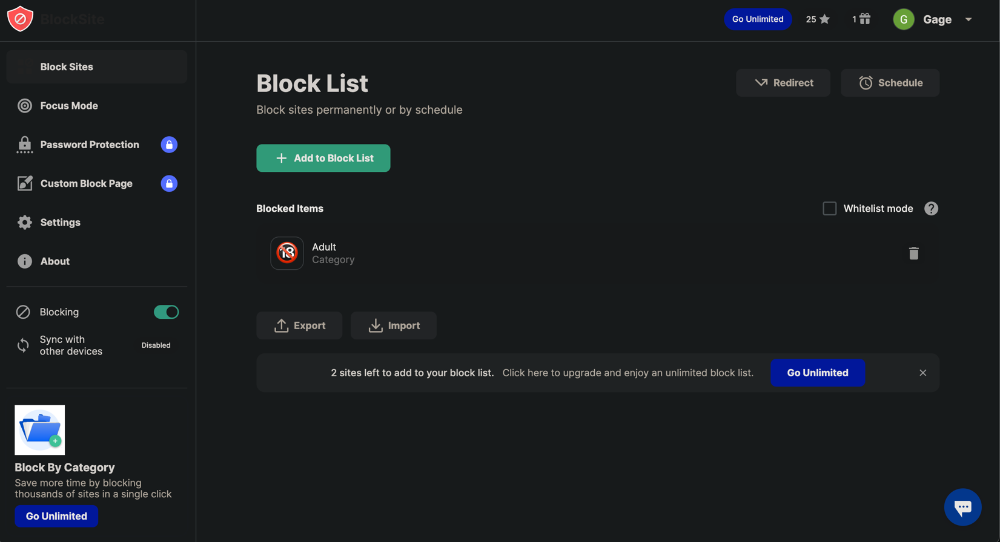 BlockSite
Go Unlimited
25
1
G
Gage
Block Sites
Focus Mode
Password Protection
Custom Block Page
Settings
About
Blocking
Sync with
other devices
Disabled
Block By Category
Save more time by blocking
thousands of sites in a single click
Go Unlimited
Block List
Block sites permanently or by schedule
Redirect
Schedule
Add to Block List
Blocked Items
Whitelist mode
?
18
Adult
Category
Export
Import
2 sites left to add to your block list. Click here to upgrade and enjoy an unlimited block list.
Go Unlimited